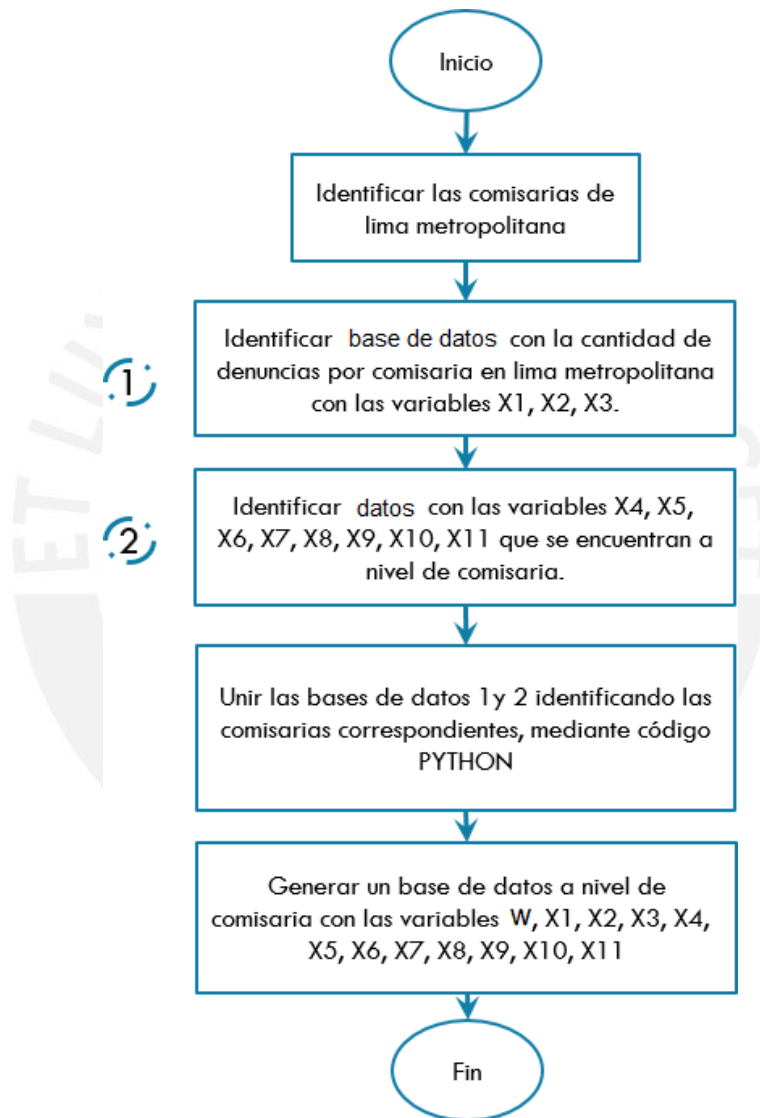 Inicio
Identificar las comisarias de
lima metropolitana
Identificar base de datos con la cantidad de
denuncias por comisaria en lima metropolitana
con las variables X1, X2, X3.
1
Identificar datos con las variables X4, X5,
X6, X7, X8, X9, X10, X11 que se encuentran a
nivel de comisaria.
2
Unir las bases de datos 1y 2 identificando las
comisarias correspondientes, mediante código
PYTHON
Generar un base de datos a nivel de
comisaria con las variables W, X1, X2, X3, X4,
X5, X6, X7, X8, X9, X10, X11
Fin
ET LU